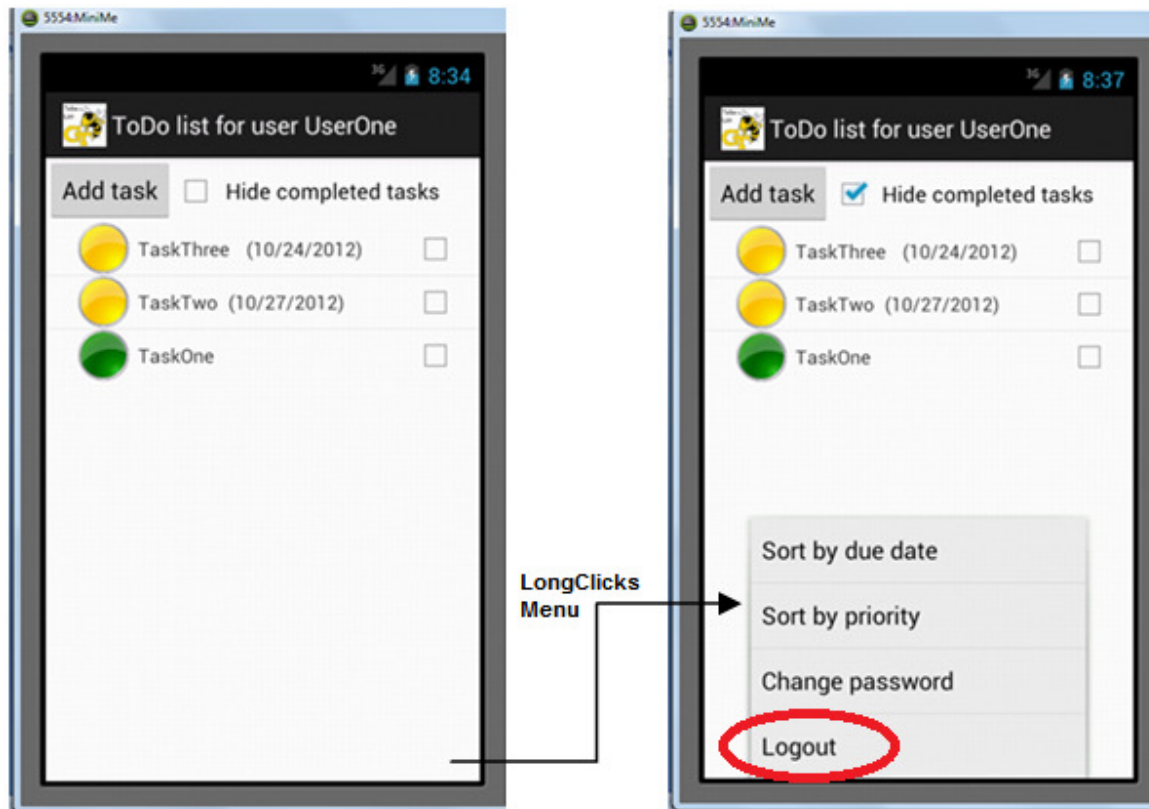 5554:MiniMe
3G 8:34
ToDo list for user UserOne
Add task Hide completed tasks
TaskThree (10/24/2012)
TaskTwo (10/27/2012)
TaskOne
LongClicks
Menu
5554:MiniMe
3G 8:37
ToDo list for user UserOne
Add task Hide completed tasks
TaskThree (10/24/2012)
TaskTwo (10/27/2012)
TaskOne
Sort by due date
Sort by priority
Change password
Logout